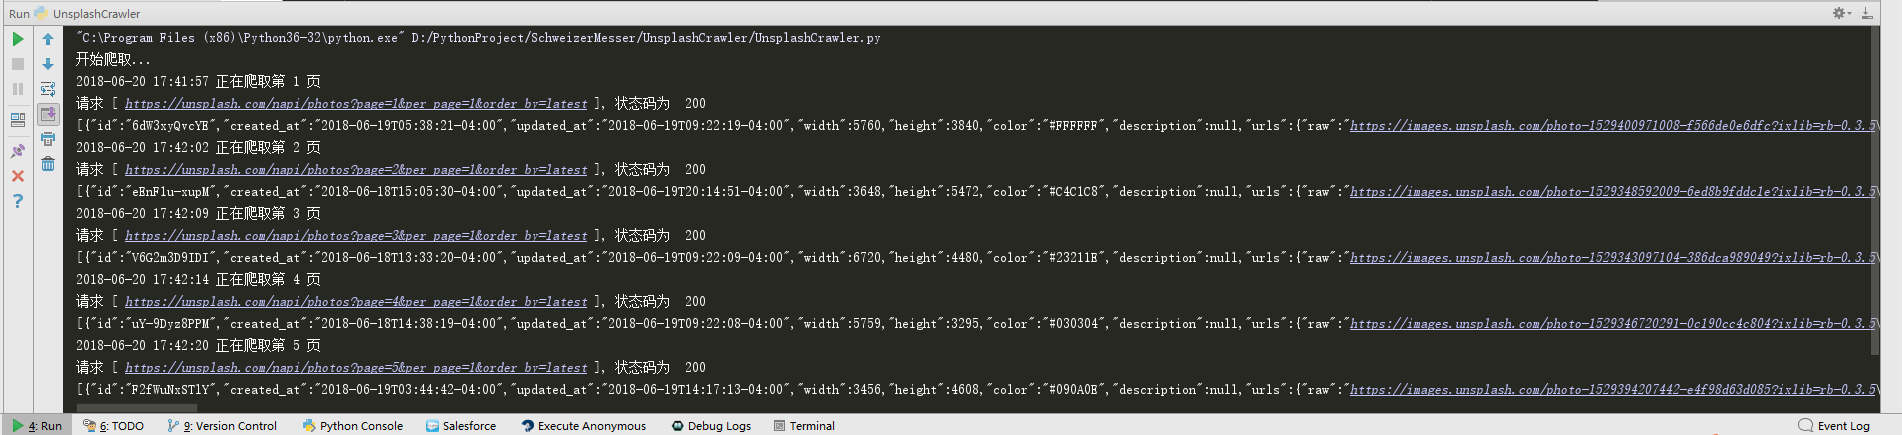 Run UnsplashCrawler
"C:\Program Files (x86)\Python36-32\python.exe" D:/PythonProject/SchweizerMesser/UnsplashCrawler/UnsplashCrawler.py
开始爬取...
2018-06-20 17:41:57 正在爬取第 1 页
请求 [ https://unsplash.com/napi/photos?page=1&per_page=1&order_by=latest ], 状态码为 200
[{"id":"6dW3xyQvcYE","created_at":"2018-06-19T05:38:21-04:00","updated_at":"2018-06-19T09:22:19-04:00","width":5760,"height":3840,"color":"#FFFFFF","description":null,"urls":{"raw":"https://images.unsplash.com/photo-1529400971008-f566de0e6dfc?ixlib=rb-0.3.5\
2018-06-20 17:42:02 正在爬取第 2 页
请求 [ https://unsplash.com/napi/photos?page=2&per_page=1&order_by=latest ], 状态码为 200
[{"id":"eEnFlu-xupM","created_at":"2018-06-18T15:05:30-04:00","updated_at":"2018-06-19T20:14:51-04:00","width":3648,"height":5472,"color":"#C4C1C8","description":null,"urls":{"raw":"https://images.unsplash.com/photo-1529348592009-6ed8b9fddc1e?ixlib=rb-0.3.5\
2018-06-20 17:42:09 正在爬取第 3 页
请求 [ https://unsplash.com/napi/photos?page=3&per_page=1&order_by=latest ], 状态码为 200
[{"id":"V6G2m3D9IDI","created_at":"2018-06-18T13:33:20-04:00","updated_at":"2018-06-19T09:22:09-04:00","width":6720,"height":4480,"color":"#23211E","description":null,"urls":{"raw":"https://images.unsplash.com/photo-1529343097104-386dca989049?ixlib=rb-0.3.5\
2018-06-20 17:42:14 正在爬取第 4 页
请求 [ https://unsplash.com/napi/photos?page=4&per_page=1&order_by=latest ], 状态码为 200
[{"id":"uY-9Dyz8PPM","created_at":"2018-06-18T14:38:19-04:00","updated_at":"2018-06-19T09:22:08-04:00","width":5759,"height":3295,"color":"#030304","description":null,"urls":{"raw":"https://images.unsplash.com/photo-1529346720291-0c190cc4c804?ixlib=rb-0.3.5\
2018-06-20 17:42:20 正在爬取第 5 页
请求 [ https://unsplash.com/napi/photos?page=5&per_page=1&order_by=latest ], 状态码为 200
[{"id":"F2fWuNxSTlY","created_at":"2018-06-19T03:44:42-04:00","updated_at":"2018-06-19T14:17:13-04:00","width":3456,"height":4608,"color":"#090A0E","description":null,"urls":{"raw":"https://images.unsplash.com/photo-1529394207442-e4f98d63d085?ixlib=rb-0.3.5\
4: Run 6: TODO 9: Version Control Python Console Salesforce Execute Anonymous Debug Logs Terminal Event Log